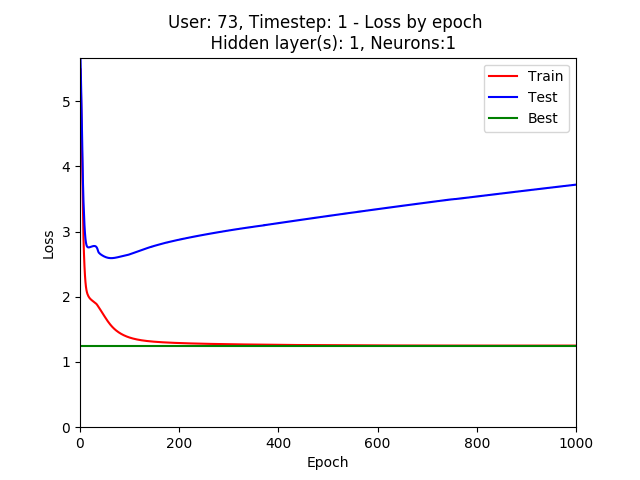 User: 73, Timestep: 1 - Loss by epoch
Hidden layer(s): 1, Neurons:1
Train
Test
Best
5
4
3
2
1
0
Loss
0 200 400 600 800 1000
Epoch